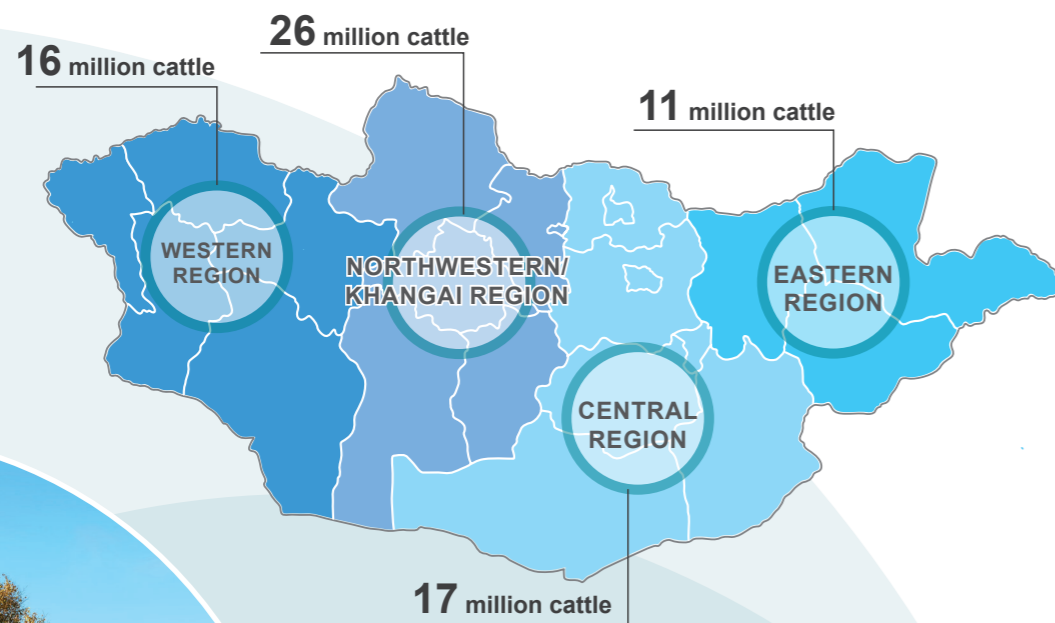 26 million cattle
16 million cattle
11 million cattle
WESTERN
REGION
NORTHWESTERN/
KHANGAI REGION
EASTERN
REGION
CENTRAL
REGION
17 million cattle